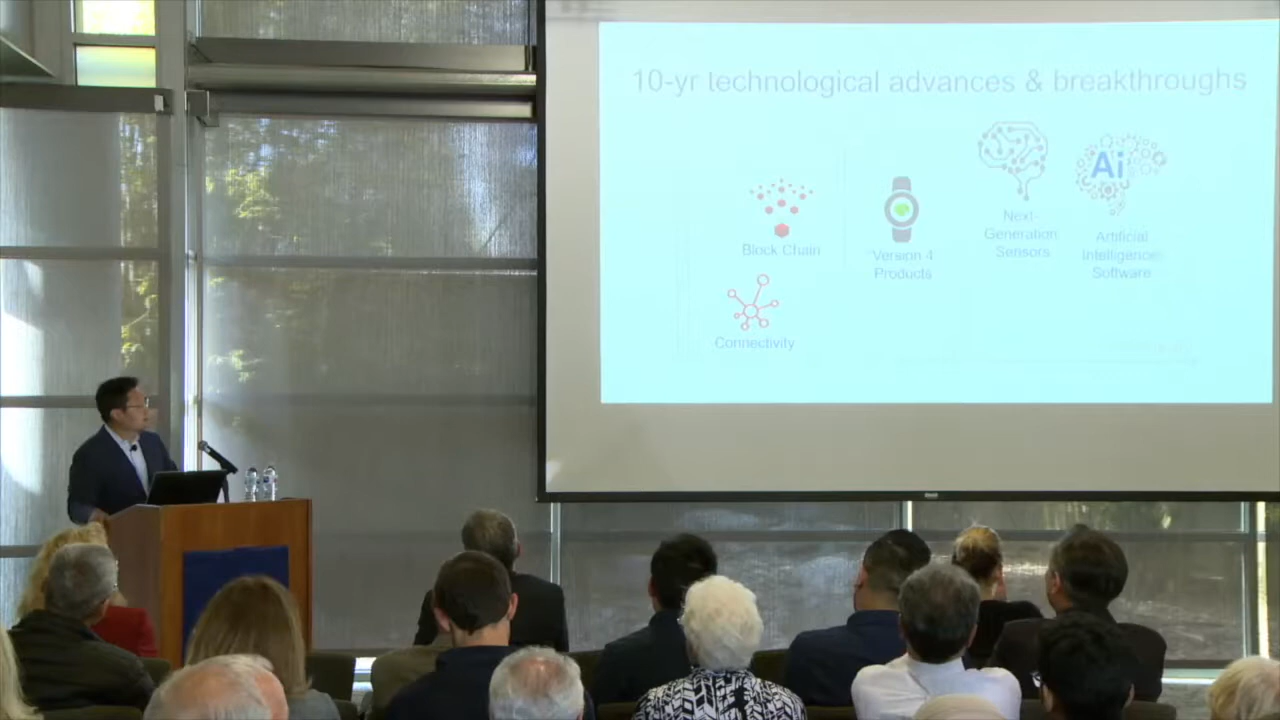 10-yr technological advances & breakthroughs
Ai
Next-
Generation
Sensors
Artificial
Intelligence
Software
Block Chain
Version 4
Products
Connectivity